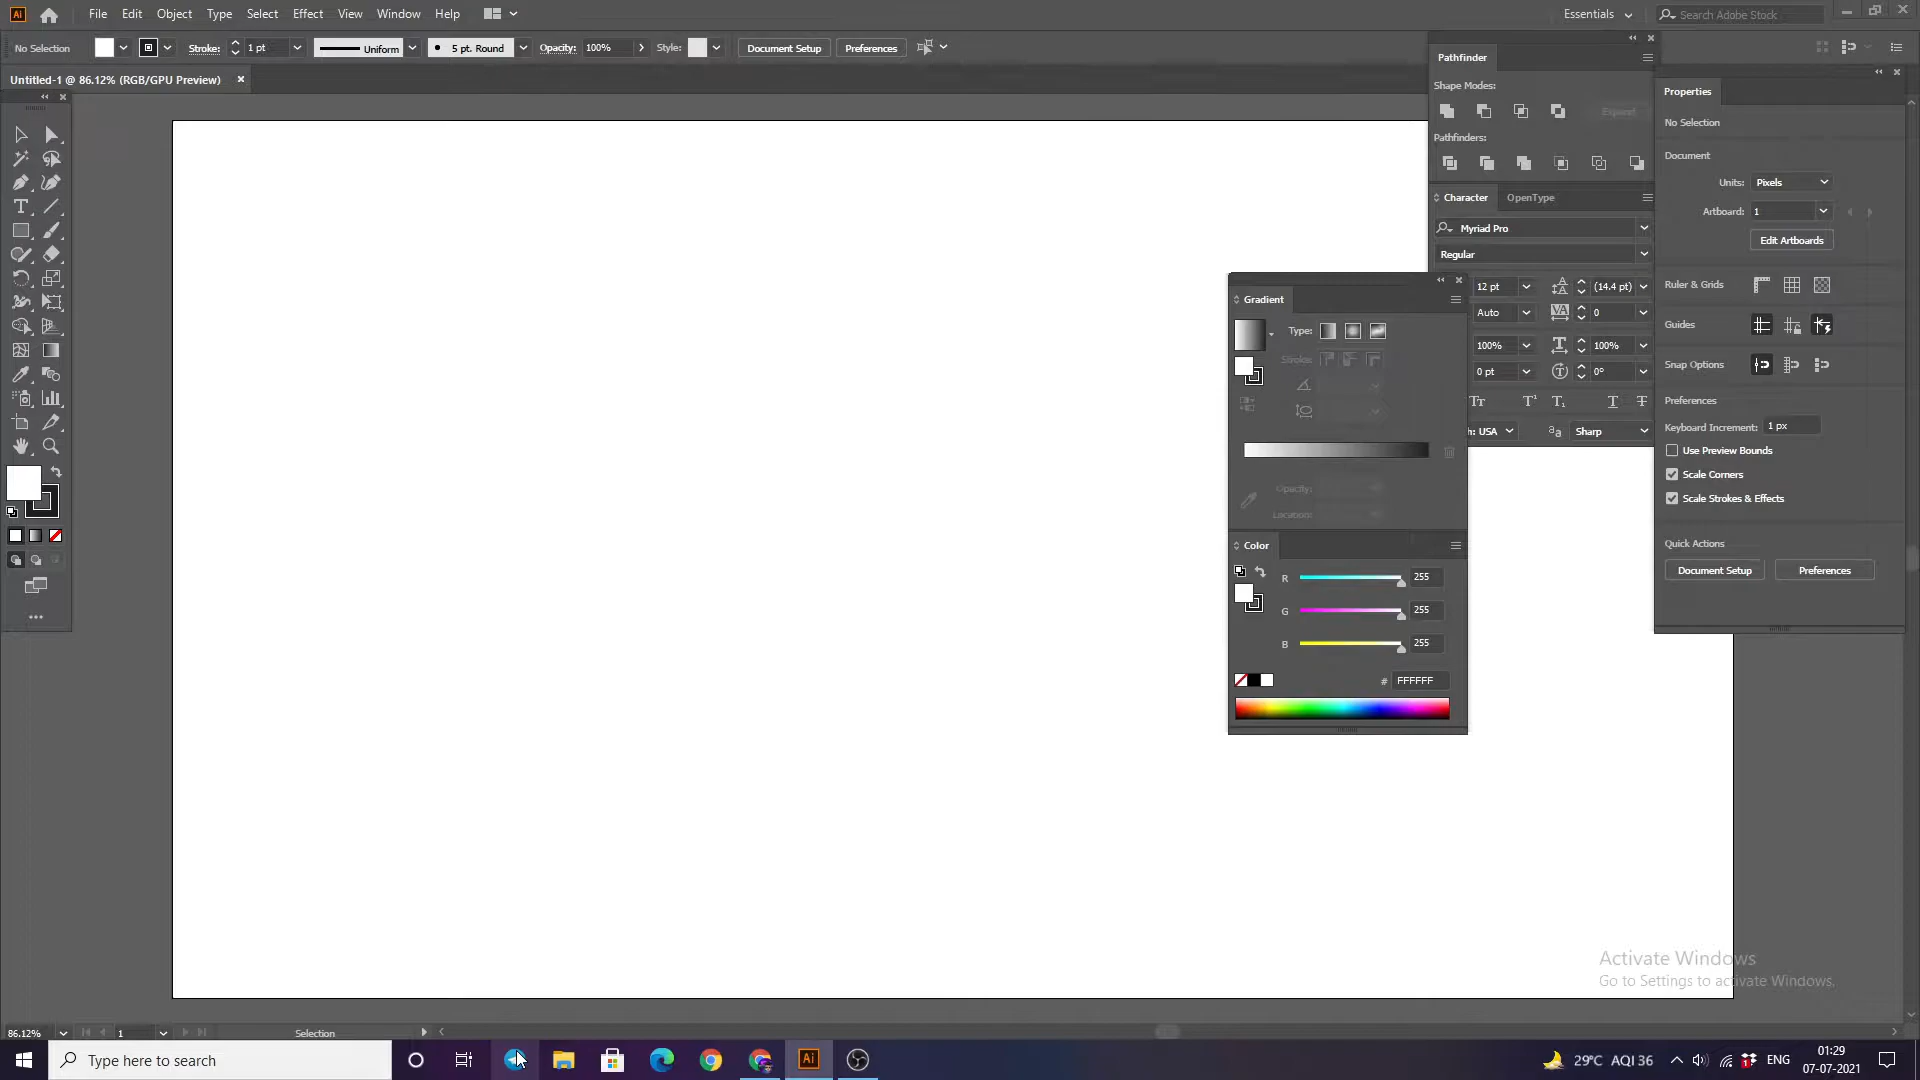 Ai File Edit Object Type Select Effect View Window Help Essentials Search Adobe Stock
No Selection Stroke: 1 pt Uniform 5 pt. Round Opacity: 100% Style: Document Setup Preferences
Untitled-1 @ 86.12% (RGB/GPU Preview)
Pathfinder
Shape Modes:
Expand
Pathfinders:
Character OpenType
Myriad Pro
Regular
12 pt (14.4 pt)
Auto 0
100% 100%
0 pt 0°
h: USA Sharp
Properties
No Selection
Document
Units: Pixels
Artboard: 1
Edit Artboards
Ruler & Grids
Guides
Snap Options
Preferences
Keyboard Increment: 1 px
Use Preview Bounds
Scale Corners
Scale Strokes & Effects
Quick Actions
Document Setup Preferences
Gradient
Type:
Stroke:
Opacity:
Location:
Color
R 255
G 255
B 255
# FFFFFF
Activate Windows
Go to Settings to activate Windows.
86.12% 1 Selection
Type here to search
Ai
29°C AQI 36 ENG 01:29
07-07-2021